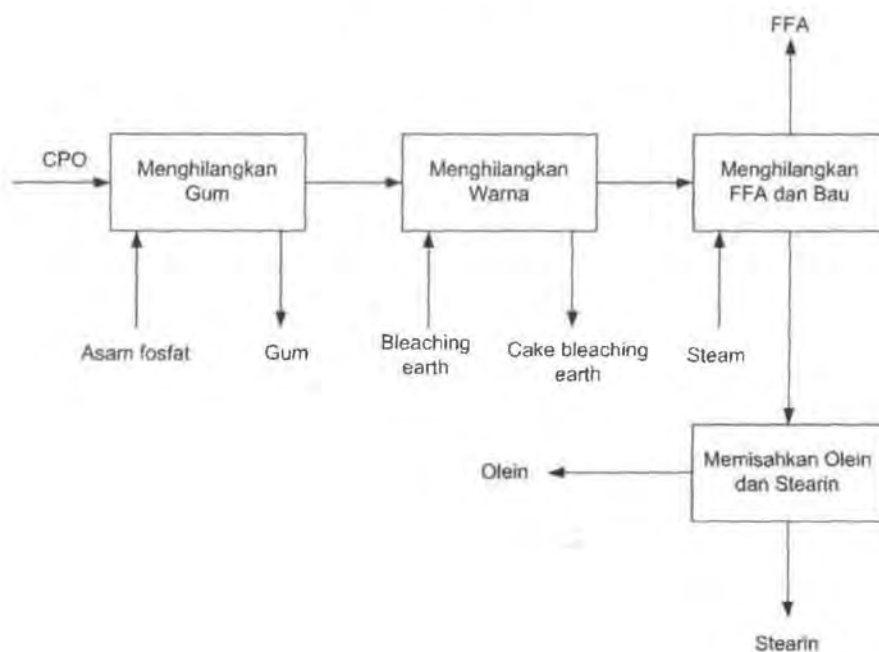 FFA
CPO
Menghilangkan
Gum
Menghilangkan
Warna
Menghilangkan
FFA dan Bau
Asam fosfat
Gum
Bleaching
earth
Cake bleaching
earth
Steam
Olein
Memisahkan Olein
dan Stearin
Stearin